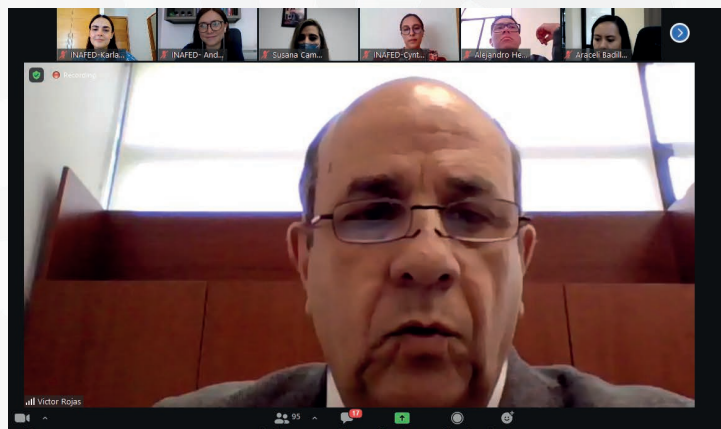 INAFED-Karla...
INAFED- And...
Susana Cam...
INAFED-Cynt...
Alejandro He...
Araceli Badill...
Recording
Victor Rojas
95
17